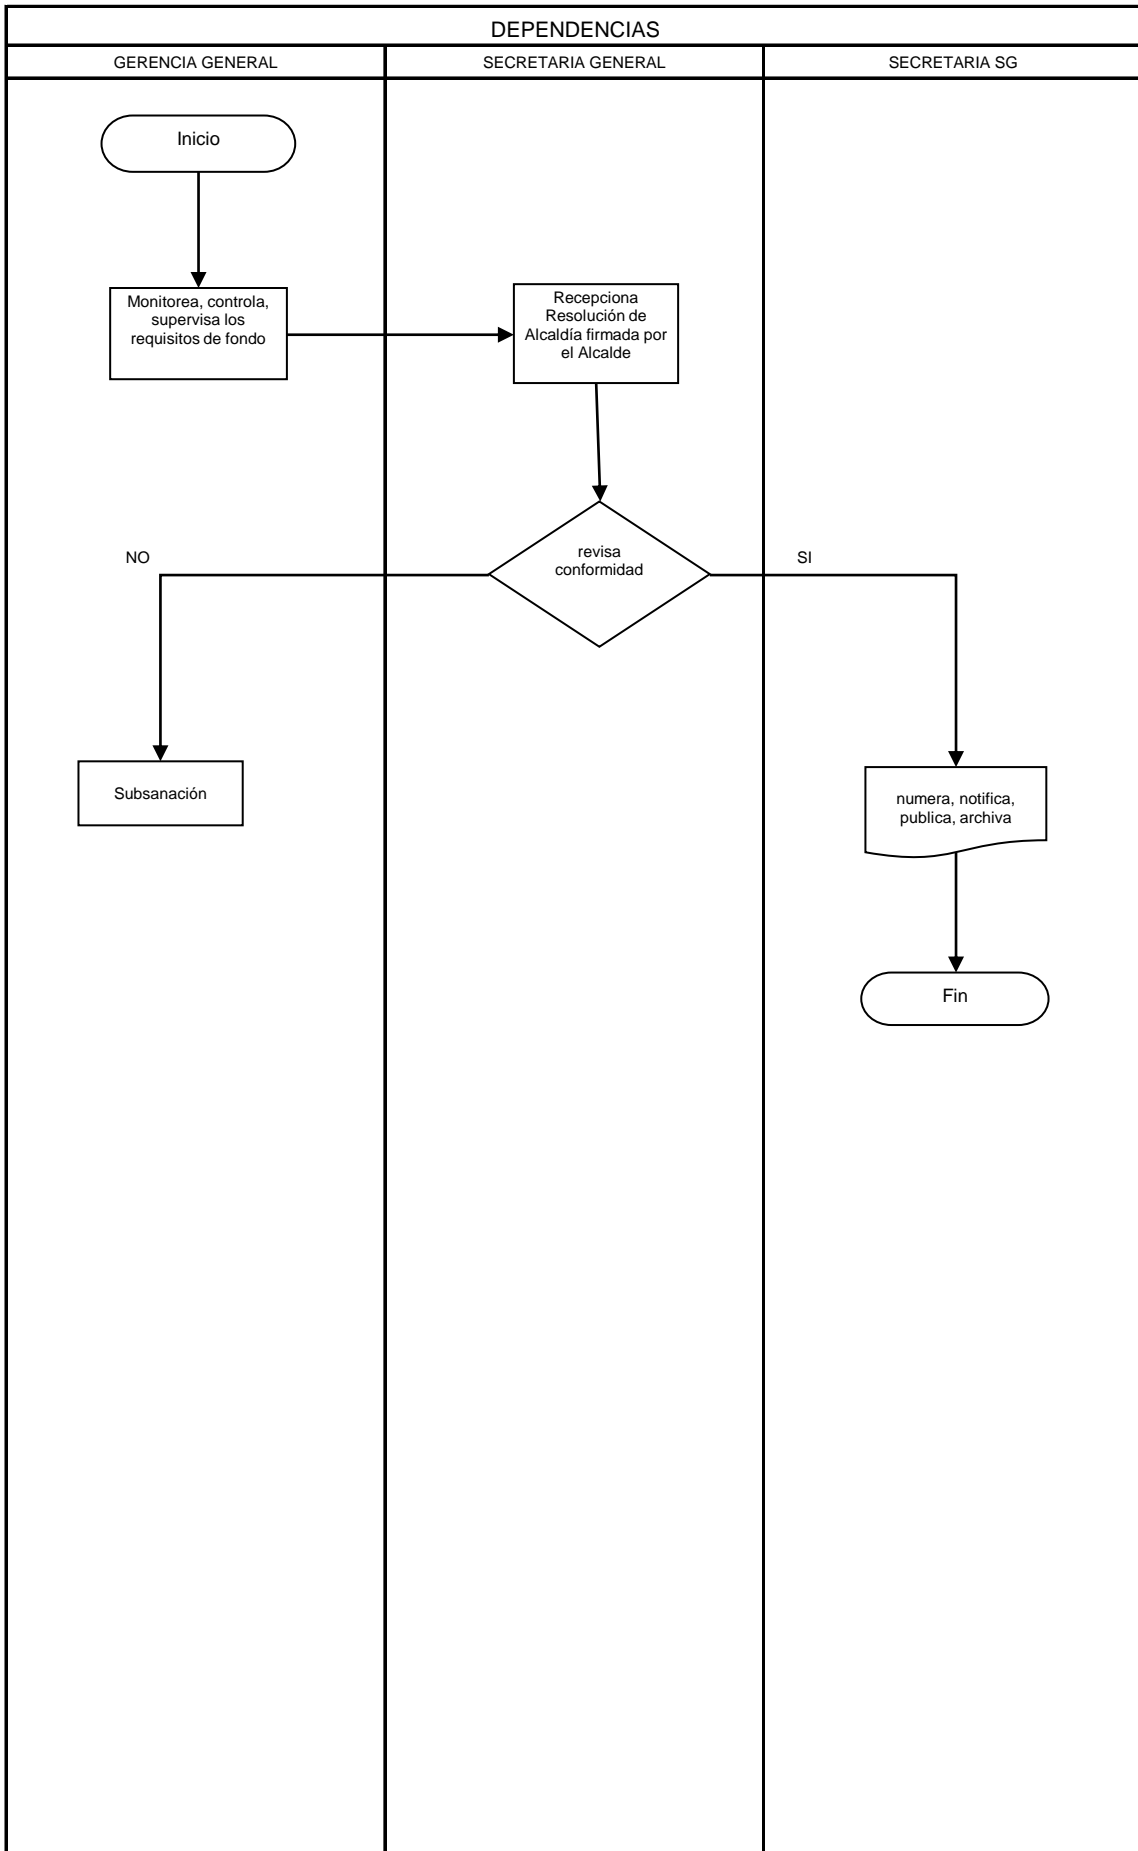 DEPENDENCIAS
GERENCIA GENERAL
SECRETARIA GENERAL
SECRETARIA SG
Inicio
Monitorea, controla,
supervisa los
requisitos de fondo
Recepciona
Resolución de
Alcaldía firmada por
el Alcalde
revisa
conformidad
NO
SI
Subsanación
numera, notifica,
publica, archiva
Fin